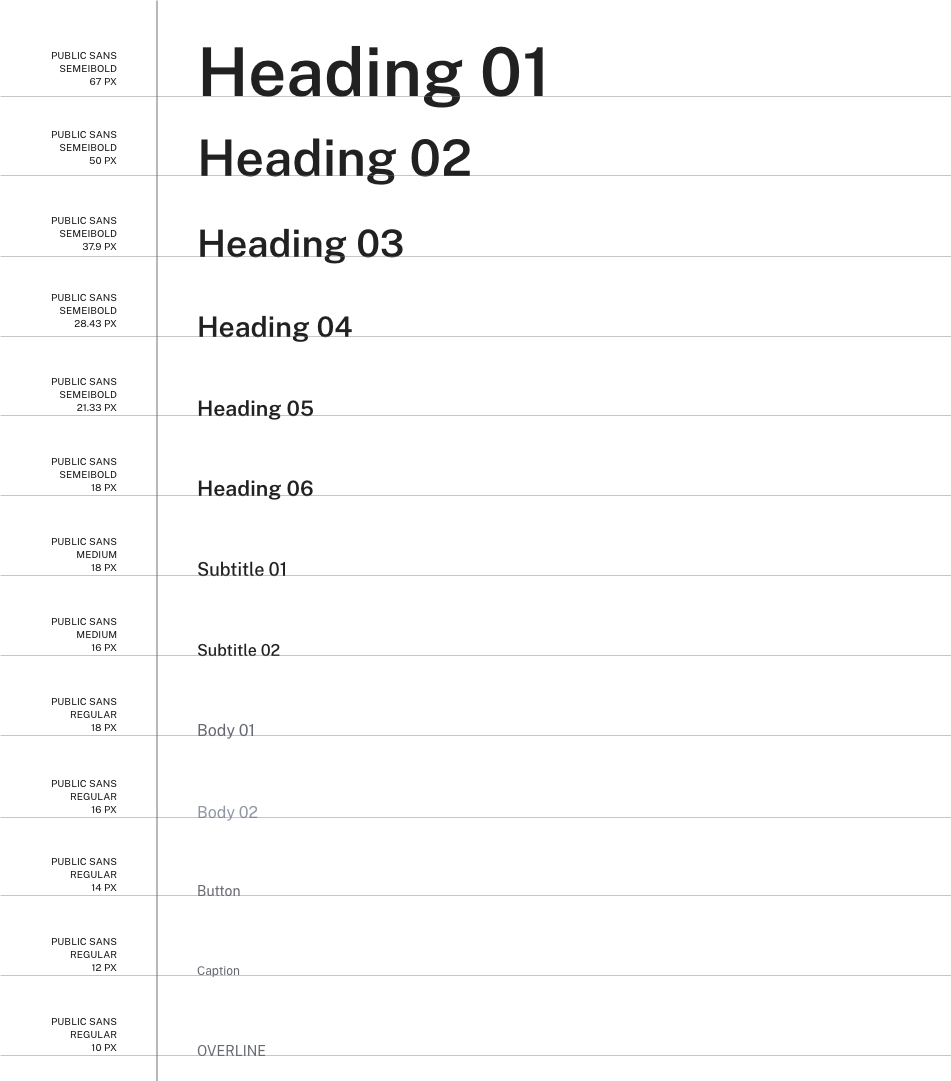 PUBLIC SANS
SEMEIBOLD
67 PX
Heading 01
PUBLIC SANS
SEMEIBOLD
50 PX
Heading 02
PUBLIC SANS
SEMEIBOLD
37.9 PX
Heading 03
PUBLIC SANS
SEMEIBOLD
28.43 PX
Heading 04
PUBLIC SANS
SEMEIBOLD
21.33 PX
Heading 05
PUBLIC SANS
SEMEIBOLD
18 PX
Heading 06
PUBLIC SANS
MEDIUM
18 PX
Subtitle 01
PUBLIC SANS
MEDIUM
16 PX
Subtitle 02
PUBLIC SANS
REGULAR
18 PX
Body 01
PUBLIC SANS
REGULAR
16 PX
Body 02
PUBLIC SANS
REGULAR
14 PX
Button
PUBLIC SANS
REGULAR
12 PX
Caption
PUBLIC SANS
REGULAR
10 PX
OVERLINE